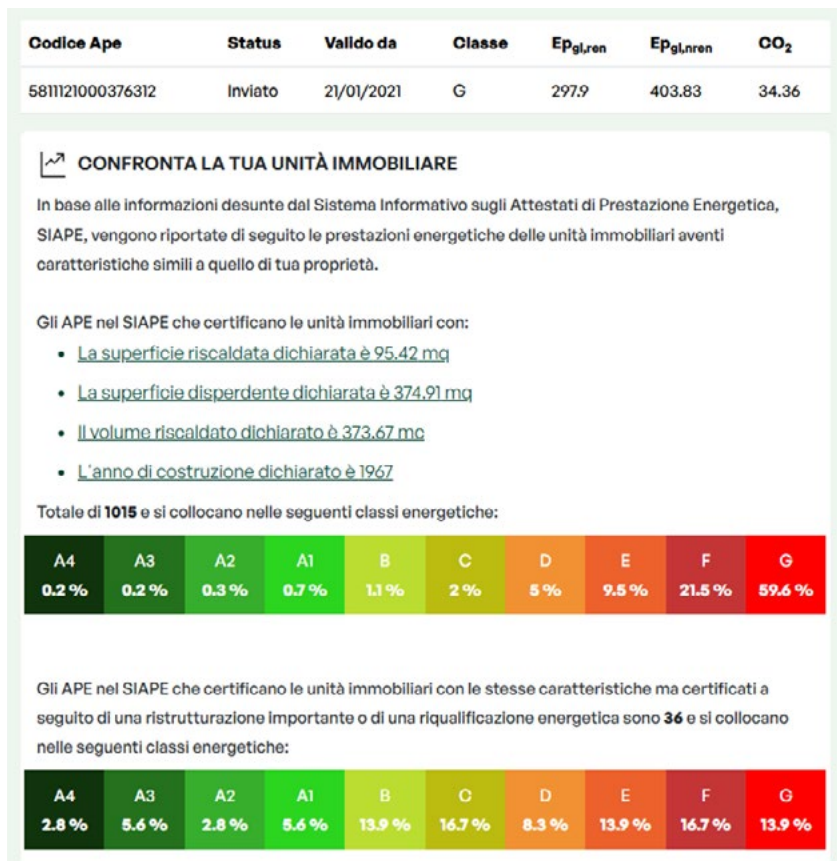 Codice Ape Status Valido da Classe Ep gl,ren Ep gl,nren CO₂
5811121000376312 Inviato 21/01/2021 G 297.9 403.83 34.36
CONFRONTA LA TUA UNITÀ IMMOBILIARE
In base alle informazioni desunte dal Sistema Informativo sugli Attestati di Prestazione Energetica,
SIAPE, vengono riportate di seguito le prestazioni energetiche delle unità immobiliari aventi
caratteristiche simili a quello di tua proprietà.
Gli APE nel SIAPE che certificano le unità immobiliari con:
• La superficie riscaldata dichiarata è 95.42 mq
• La superficie disperdente dichiarata è 374.91 mq
• Il volume riscaldato dichiarato è 373.67 mc
• L'anno di costruzione dichiarato è 1967
Totale di 1015 e si collocano nelle seguenti classi energetiche:
A4 A3 A2 A1 B C D E F G
0.2 % 0.2 % 0.3 % 0.7 % 1.1 % 2 % 5 % 9.5 % 21.5 % 59.6 %
Gli APE nel SIAPE che certificano le unità immobiliari con le stesse caratteristiche ma certificati a
seguito di una ristrutturazione importante o di una riqualificazione energetica sono 36 e si collocano
nelle seguenti classi energetiche:
A4 A3 A2 A1 B C D E F G
2.8 % 5.6 % 2.8 % 5.6 % 13.9 % 16.7 % 8.3 % 13.9 % 16.7 % 13.9 %